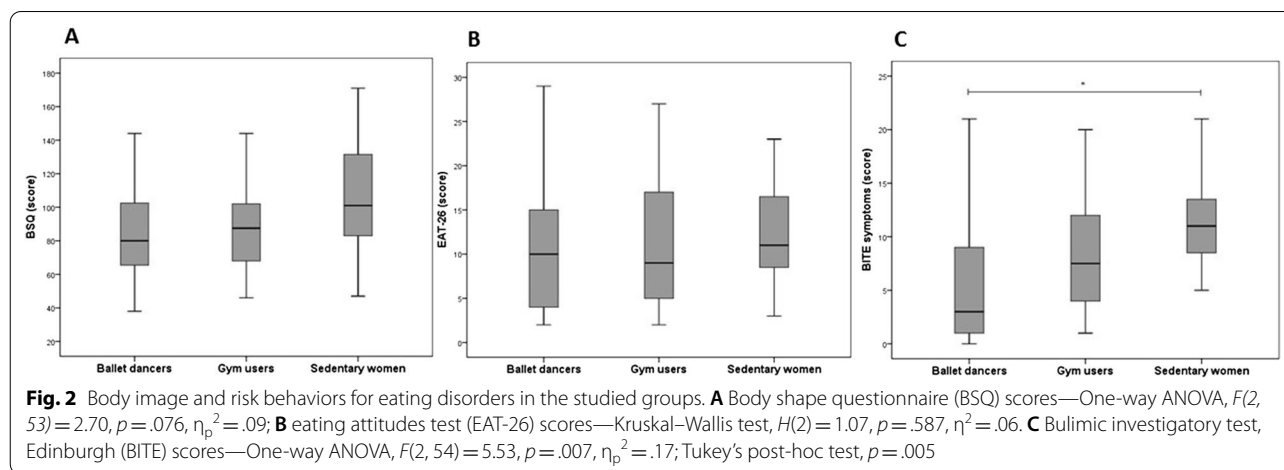 A
BSQ (score)
180
160
140
120
100
80
60
40
20
Ballet dancers Gym users Sedentary women
B
EAT-26 (score)
30
25
20
15
10
5
0
Ballet dancers Gym users Sedentary women
C
BITE symptoms (score)
25
20
15
10
5
0
*
Ballet dancers Gym users Sedentary women
Fig. 2 Body image and risk behaviors for eating disorders in the studied groups. A Body shape questionnaire (BSQ) scores—One-way ANOVA, F(2,
53) = 2.70, p = .076, ηp² = .09; B eating attitudes test (EAT-26) scores—Kruskal–Wallis test, H(2) = 1.07, p = .587, η² = .06. C Bulimic investigatory test,
Edinburgh (BITE) scores—One-way ANOVA, F(2, 54) = 5.53, p = .007, ηp² = .17; Tukey's post-hoc test, p = .005